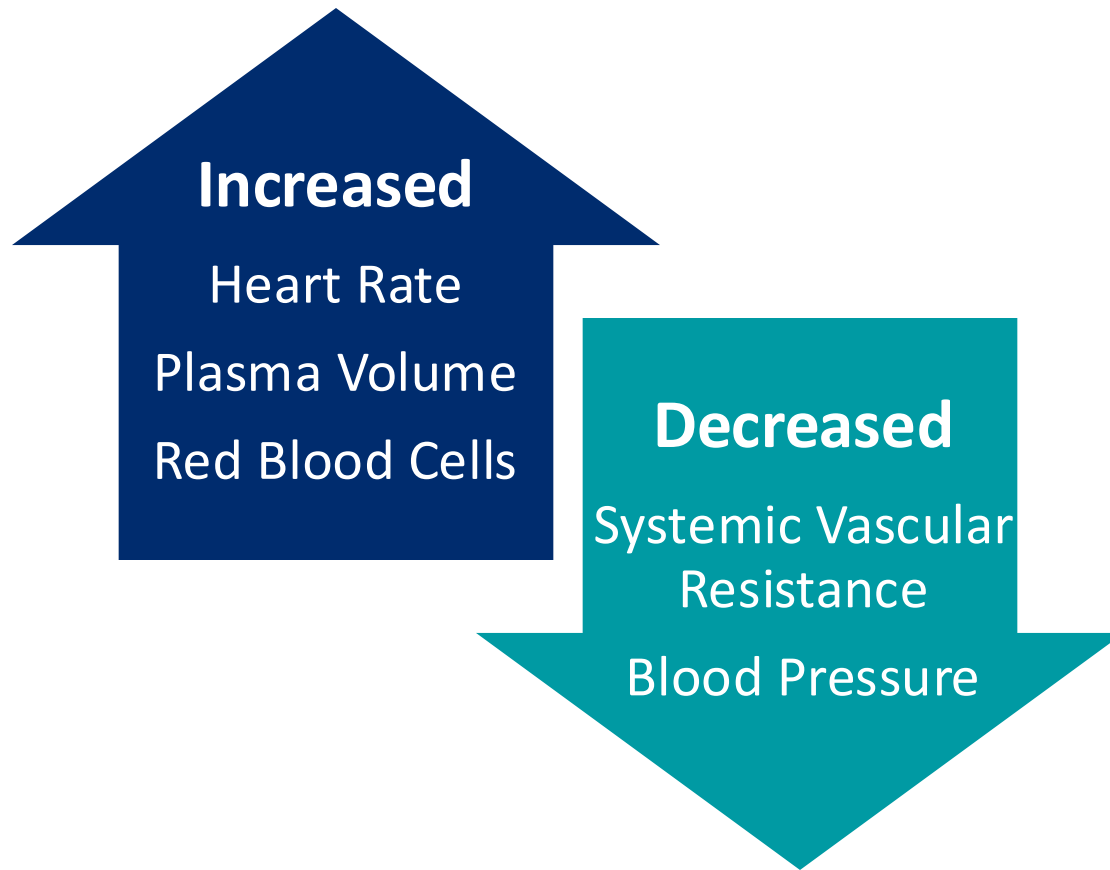 Increased
Heart Rate
Plasma Volume
Red Blood Cells
Decreased
Systemic Vascular
Resistance
Blood Pressure